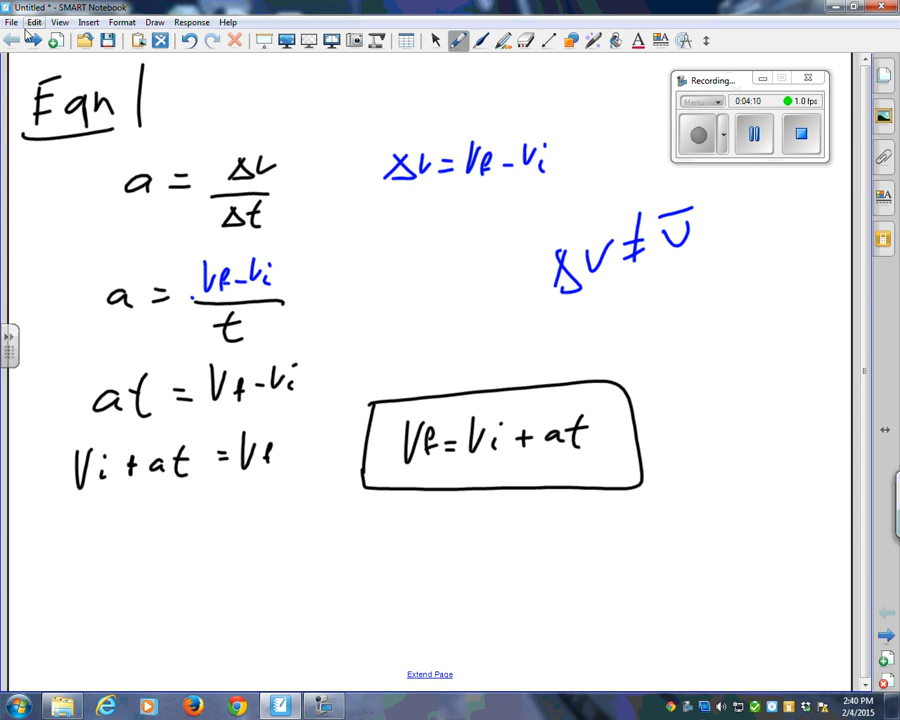 Untitled * - SMART Notebook
File Edit View Insert Format Draw Response Help
Recording...
Menu
0:04:10 1.0 fps
Eqn 1
a = Δv / Δt
Δv = Vf - Vi
Δv ≠ v̅
a = Vf - Vi / t
at = Vf - Vi
Vi + at = Vf
Vf = Vi + at
Extend Page
2:40 PM
2/4/2015